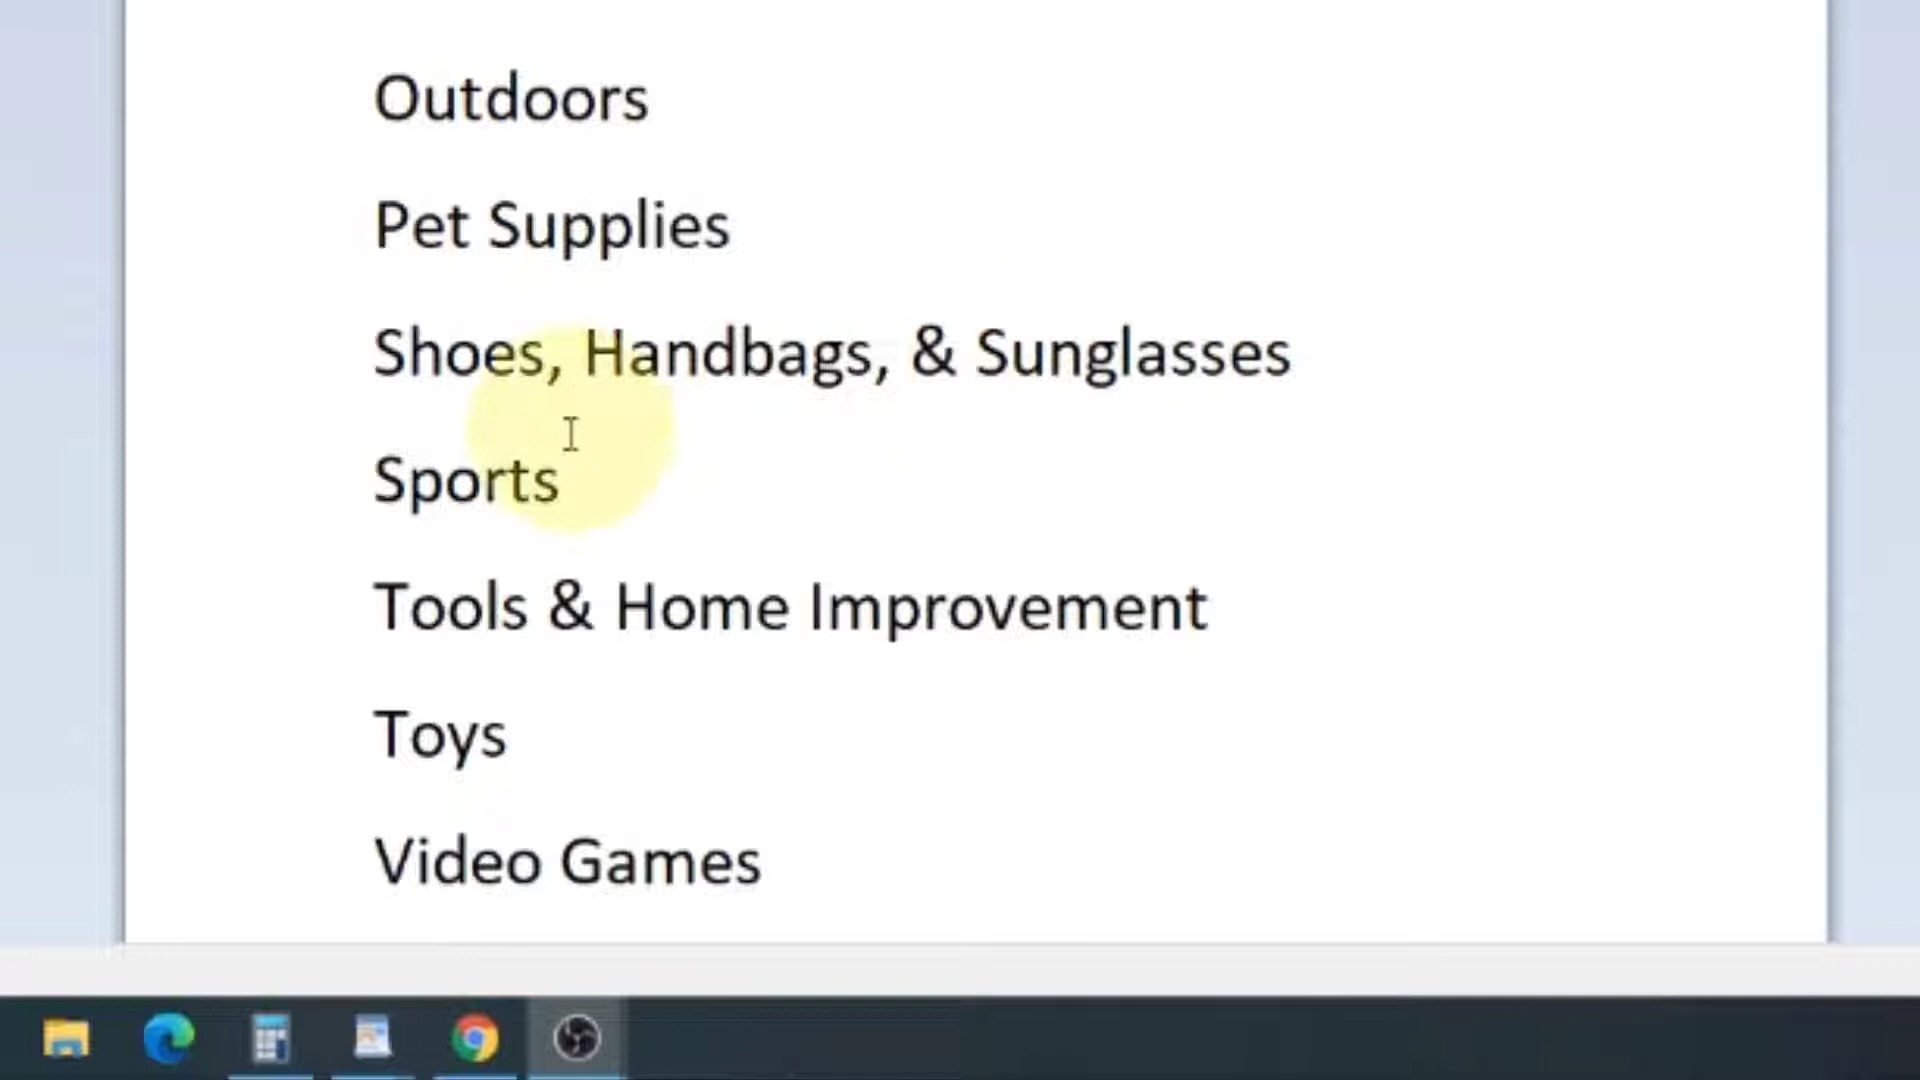 Outdoors
Pet Supplies
Shoes, Handbags, & Sunglasses
Sports
Tools & Home Improvement
Toys
Video Games